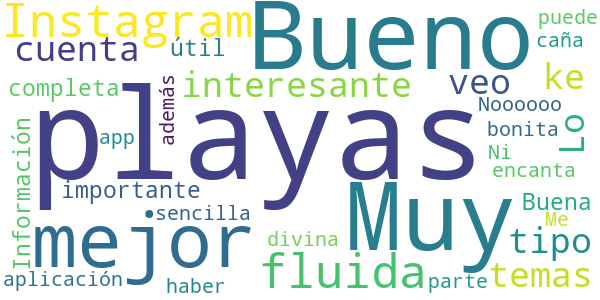 Instagram
Bueno
puede
caña
cuenta
útil
completa
interesante
veo
ke
además
playas
Noooooo
bonita
Lo
app
Información
importante
Ni
encanta
Muy
sencilla
Buena
Me
mejor
divina
tipo
fluida
temas
aplicación
haber
parte